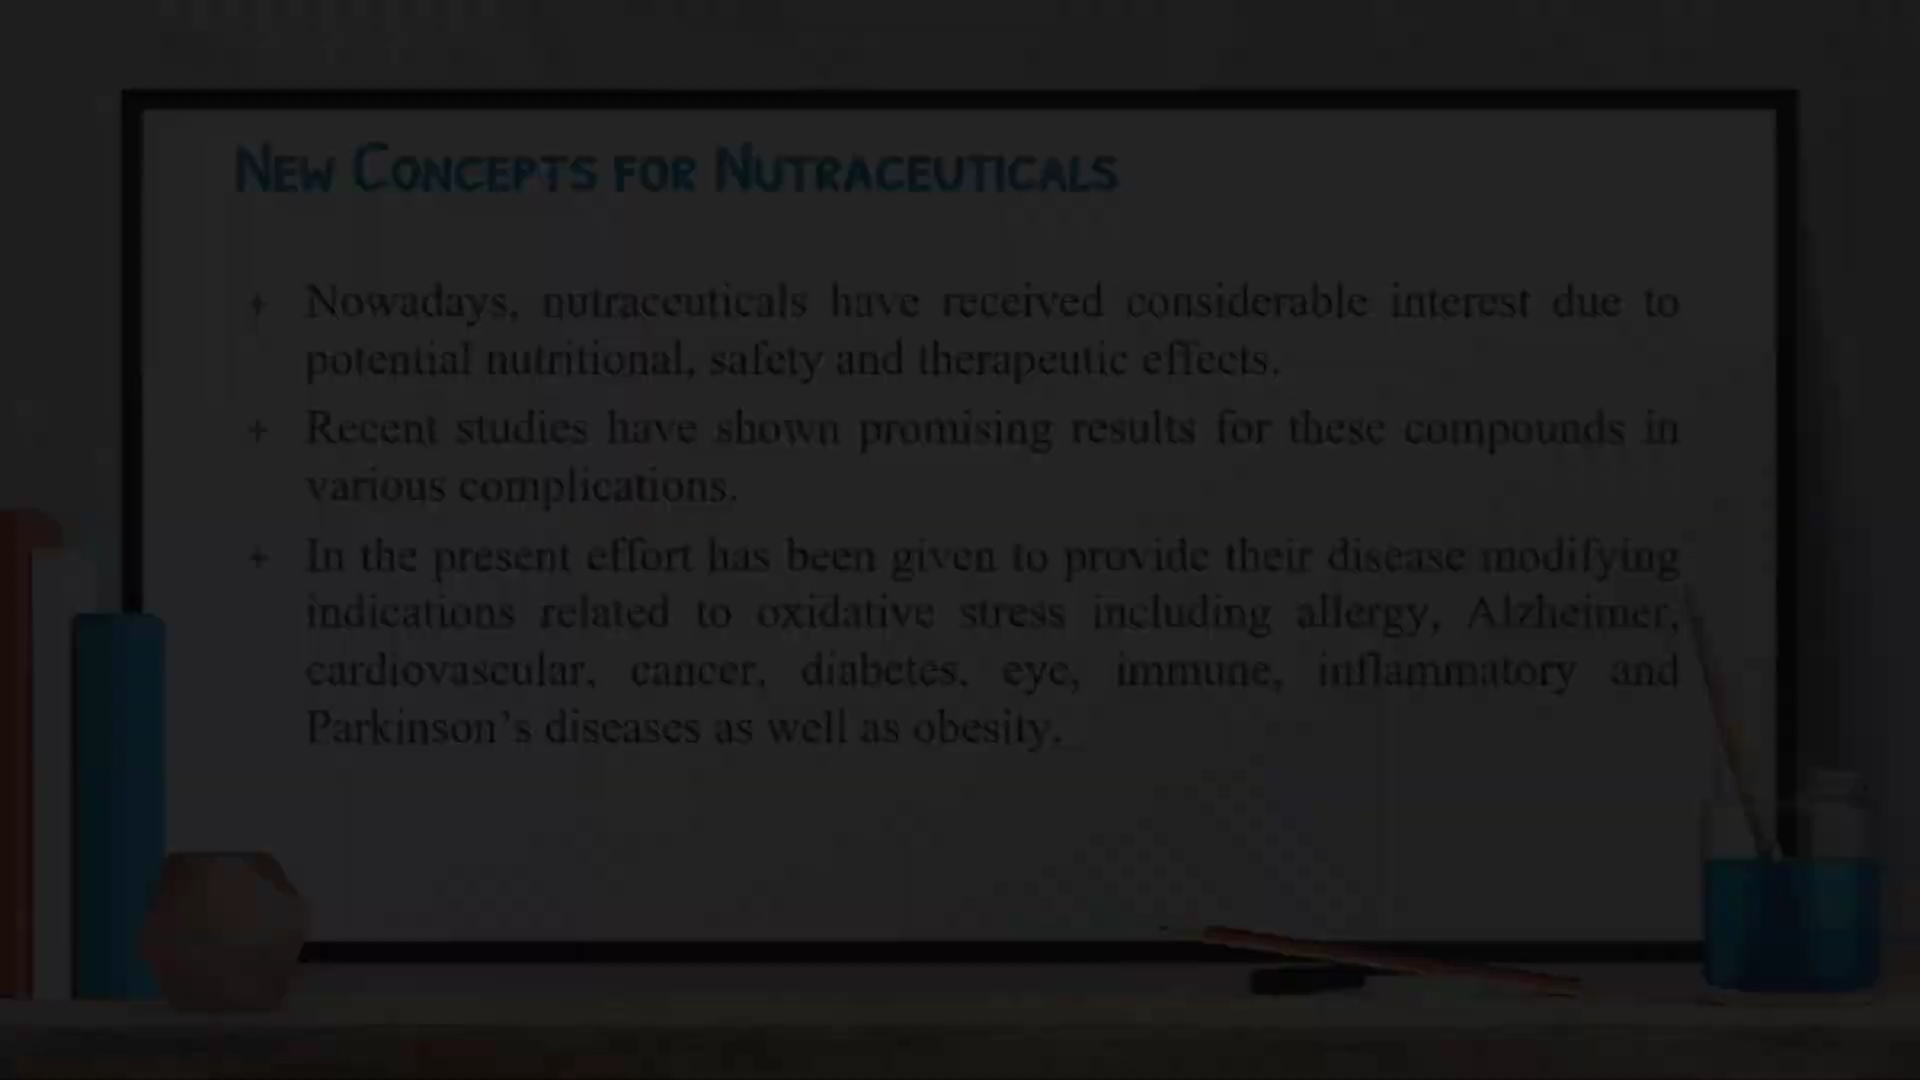 New Concepts for Nutraceuticals
+ Nowadays, nutraceuticals have received considerable interest due to
potential nutritional, safety and therapeutic effects.
+ Recent studies have shown promising results for these compounds in
various complications.
+ In the present effort has been given to provide their disease modifying
indications related to oxidative stress including allergy, Alzheimer,
cardiovascular, cancer, diabetes, eye, immune, inflammatory and
Parkinson’s diseases as well as obesity.